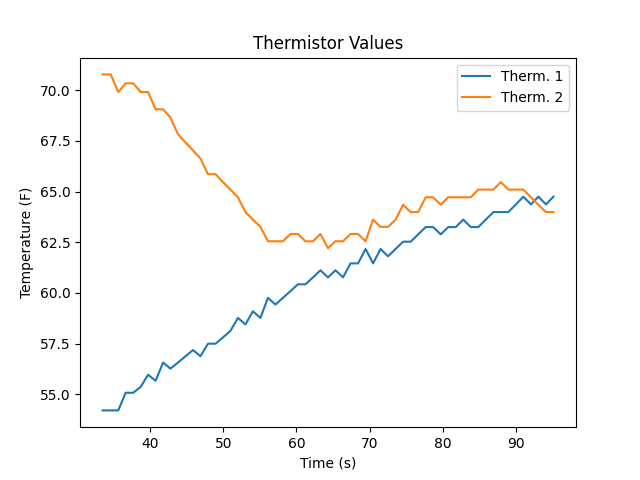 Thermistor Values
Therm. 1
Therm. 2
Temperature (F)
70.0
67.5
65.0
62.5
60.0
57.5
55.0
40 50 60 70 80 90
Time (s)